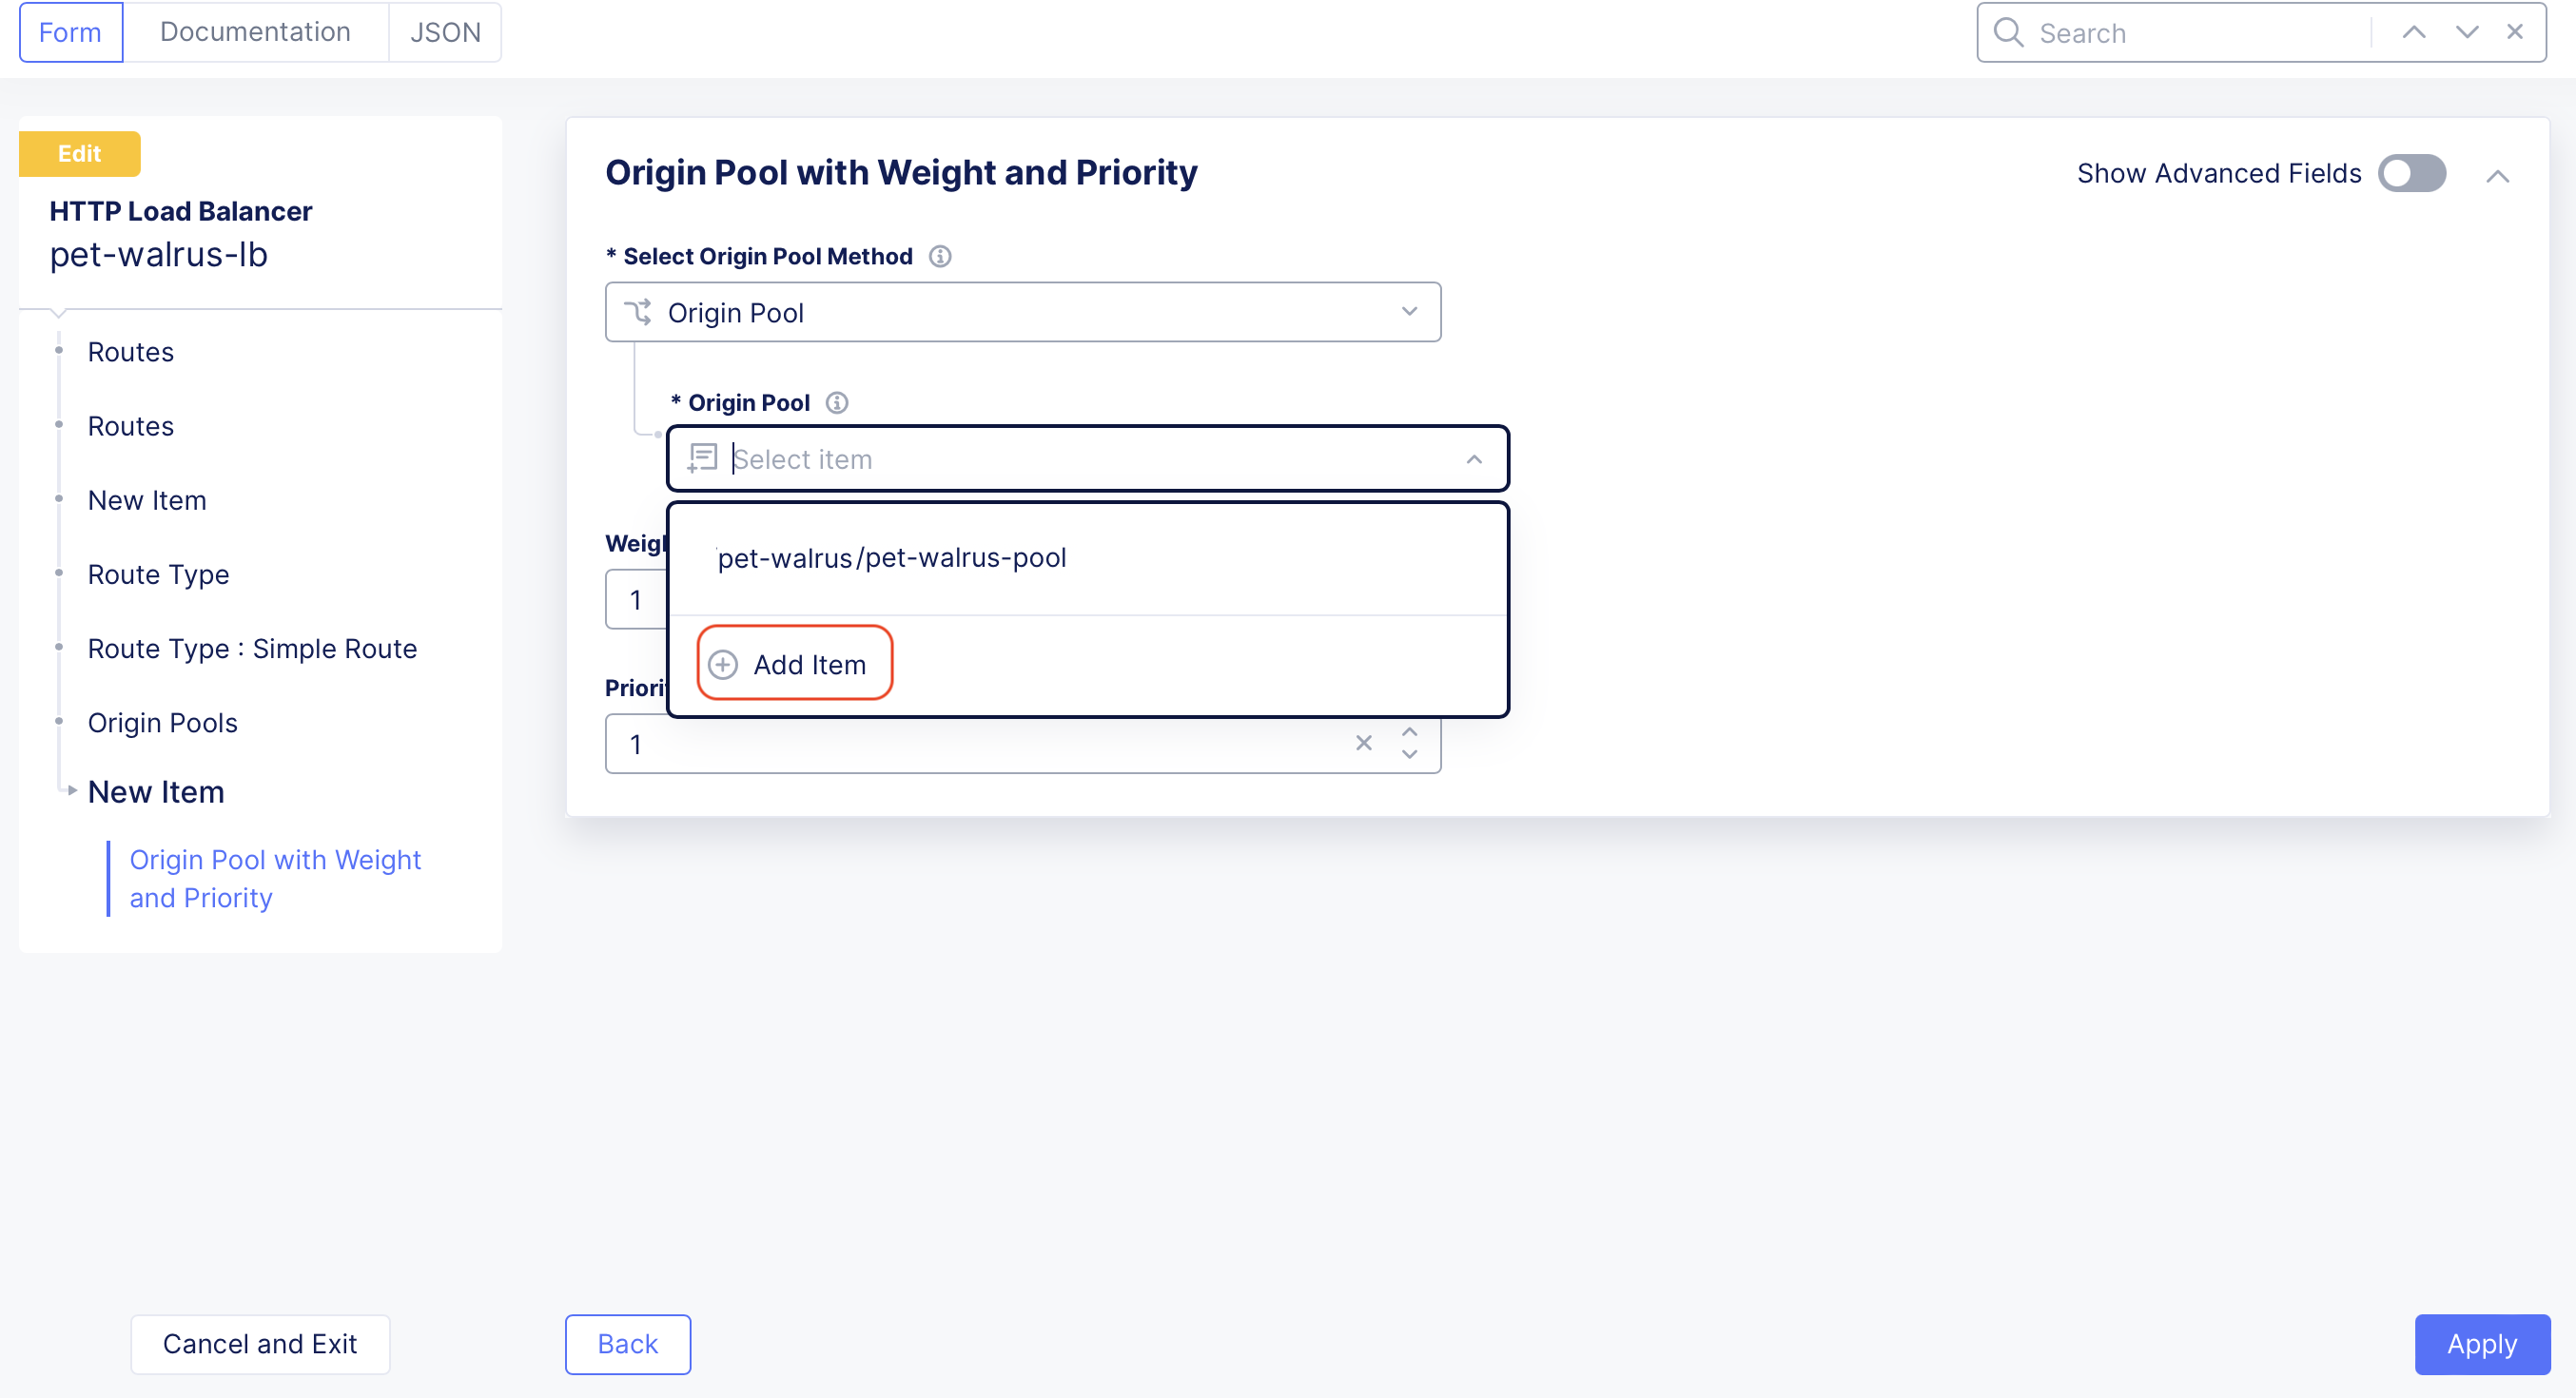 Form
Documentation
JSON
Search
Edit
HTTP Load Balancer
pet-walrus-lb
Routes
Routes
New Item
Route Type
Route Type : Simple Route
Origin Pools
New Item
Origin Pool with Weight
and Priority
Origin Pool with Weight and Priority
Show Advanced Fields
* Select Origin Pool Method
Origin Pool
* Origin Pool
Select item
pet-walrus/pet-walrus-pool
Add Item
Weigh
1
Priorit
1
Cancel and Exit
Back
Apply